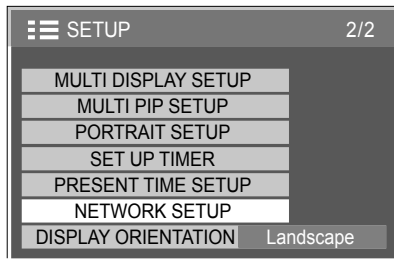 SETUP 2/2
MULTI DISPLAY SETUP
MULTI PIP SETUP
PORTRAIT SETUP
SET UP TIMER
PRESENT TIME SETUP
NETWORK SETUP
DISPLAY ORIENTATION Landscape